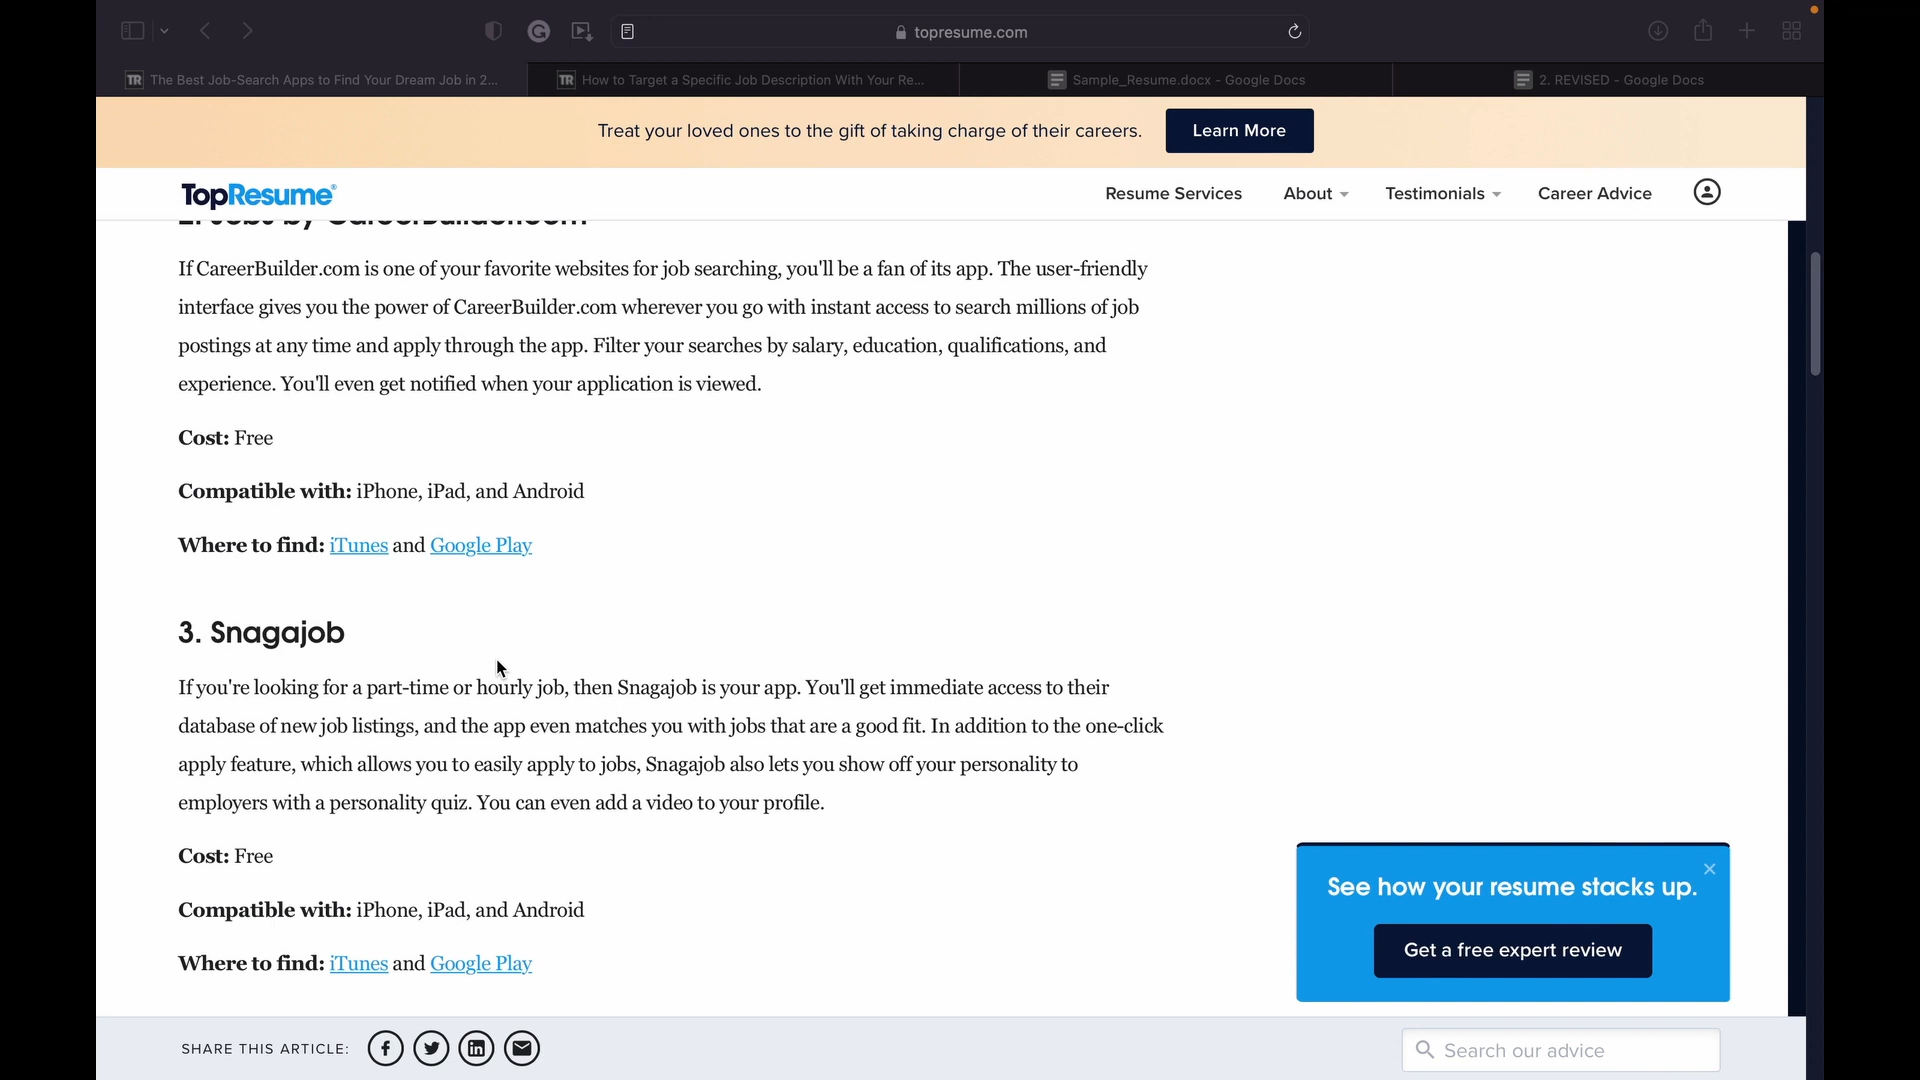 topresume.com
TR The Best Job-Search Apps to Find Your Dream Job in 2...
TR How to Target a Specific Job Description With Your Re...
Sample_Resume.docx - Google Docs
2. REVISED - Google Docs
Treat your loved ones to the gift of taking charge of their careers.
Learn More
TopResume®
Resume Services
About
Testimonials
Career Advice
2. Jobs by CareerBuilder.com
If CareerBuilder.com is one of your favorite websites for job searching, you'll be a fan of its app. The user-friendly
interface gives you the power of CareerBuilder.com wherever you go with instant access to search millions of job
postings at any time and apply through the app. Filter your searches by salary, education, qualifications, and
experience. You'll even get notified when your application is viewed.
Cost: Free
Compatible with: iPhone, iPad, and Android
Where to find: iTunes and Google Play
3. Snagajob
If you're looking for a part-time or hourly job, then Snagajob is your app. You'll get immediate access to their
database of new job listings, and the app even matches you with jobs that are a good fit. In addition to the one-click
apply feature, which allows you to easily apply to jobs, Snagajob also lets you show off your personality to
employers with a personality quiz. You can even add a video to your profile.
Cost: Free
Compatible with: iPhone, iPad, and Android
Where to find: iTunes and Google Play
See how your resume stacks up.
Get a free expert review
SHARE THIS ARTICLE:
Search our advice